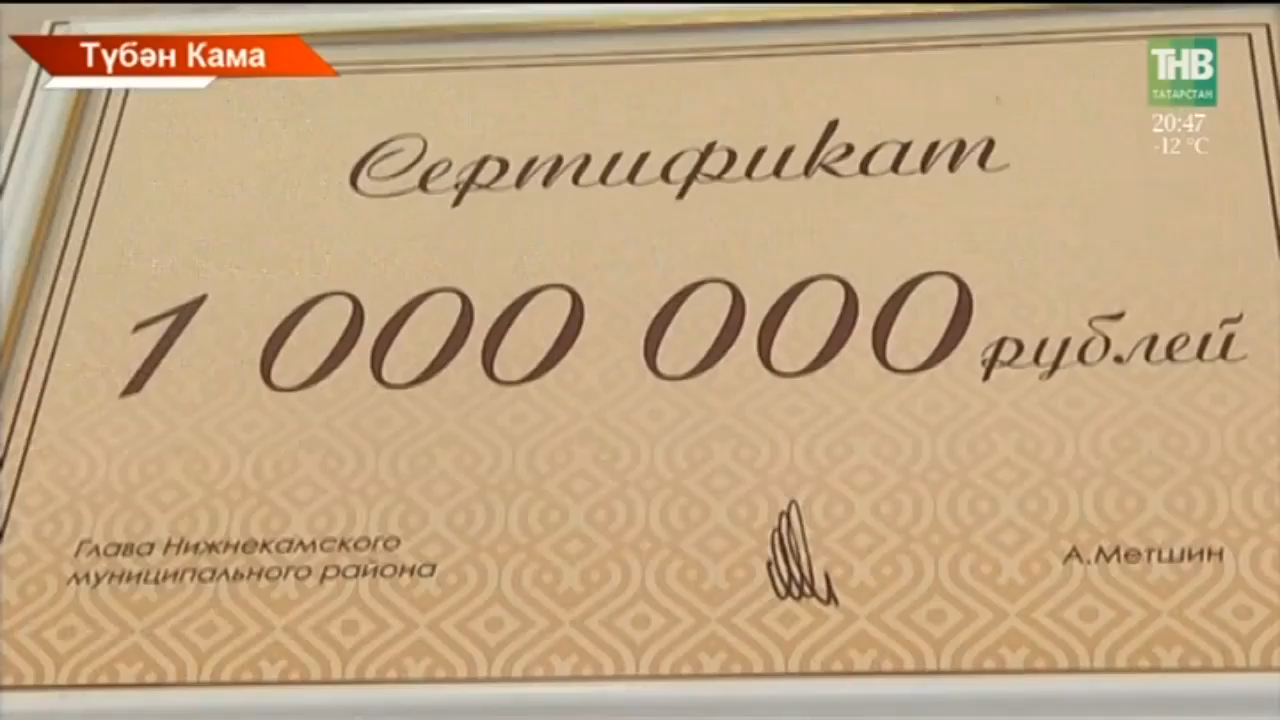 Түбән Кама
ТНВ
ТАТАРСТАН
20:47
-12 °C
Сертификат
1 000 000 рублей
Глава Нижнекамского
муниципального района
А.Метшин